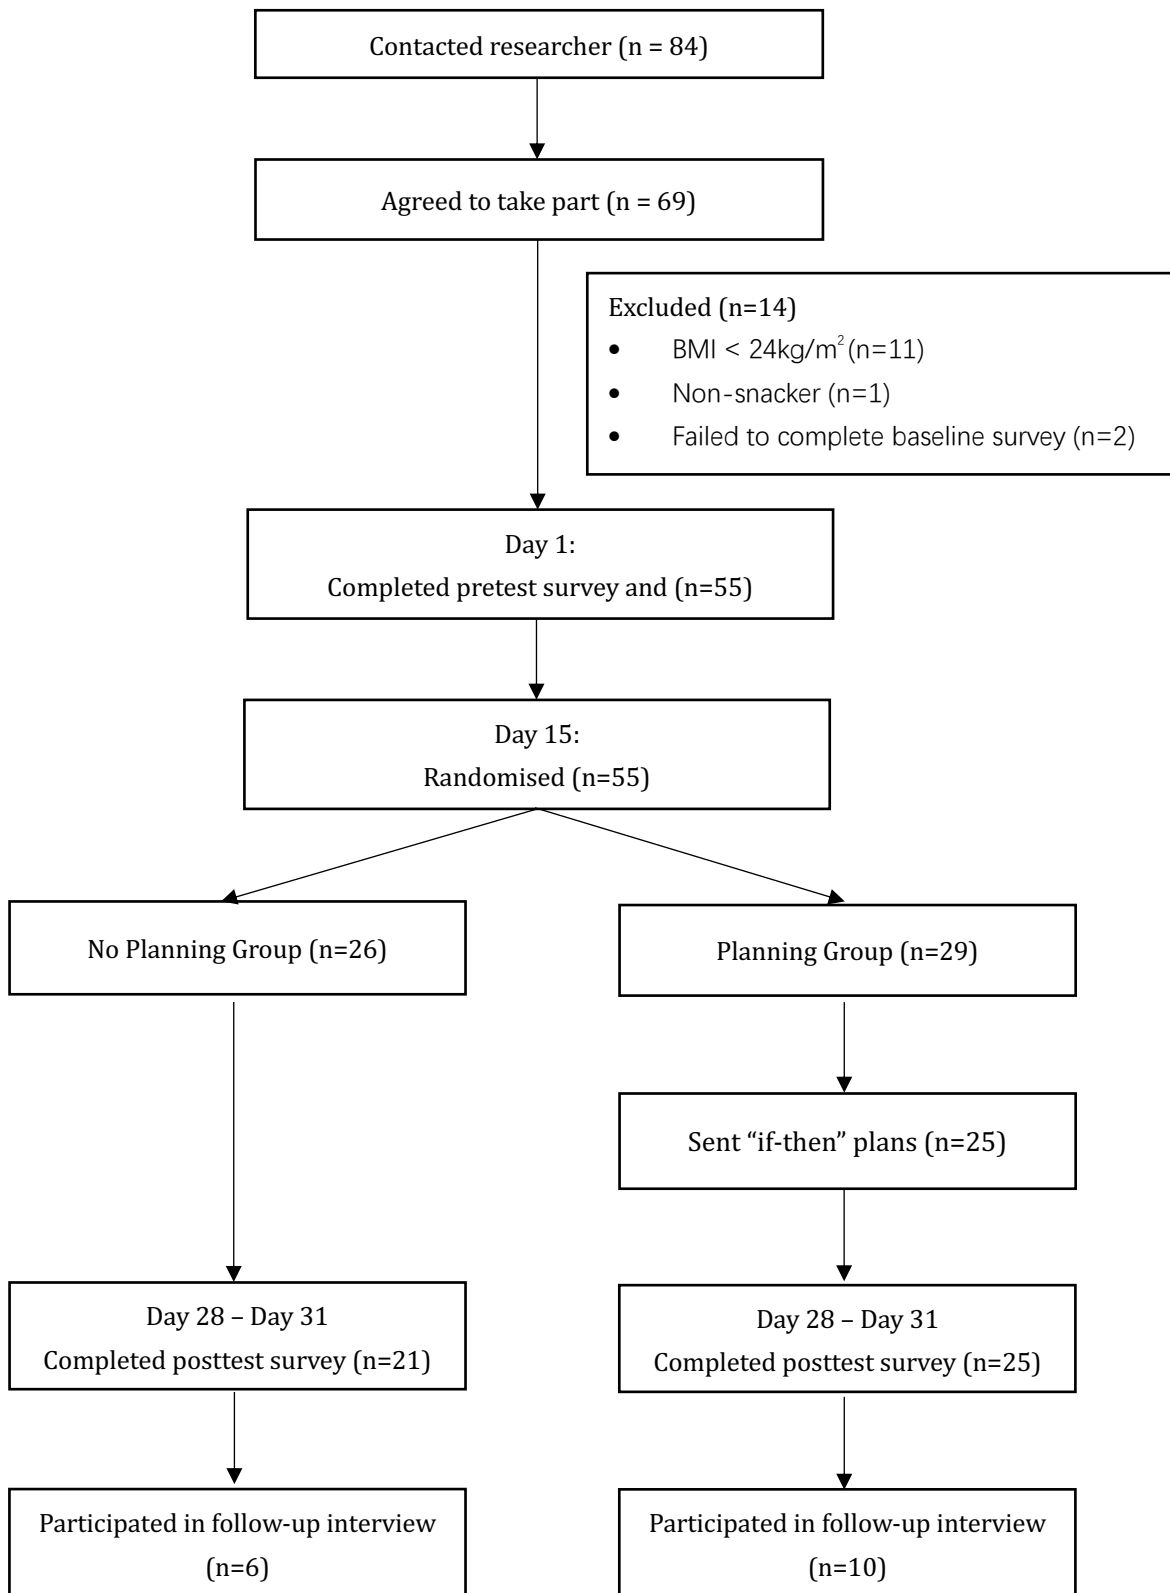 Contacted researcher (n = 84)
Agreed to take part (n = 69)
Excluded (n=14)
• BMI < 24kg/m² (n=11)
• Non-snacker (n=1)
• Failed to complete baseline survey (n=2)
Day 1:
Completed pretest survey and (n=55)
Day 15:
Randomised (n=55)
No Planning Group (n=26)
Planning Group (n=29)
Sent “if-then” plans (n=25)
Day 28 – Day 31
Completed posttest survey (n=21)
Day 28 – Day 31
Completed posttest survey (n=25)
Participated in follow-up interview
(n=6)
Participated in follow-up interview
(n=10)